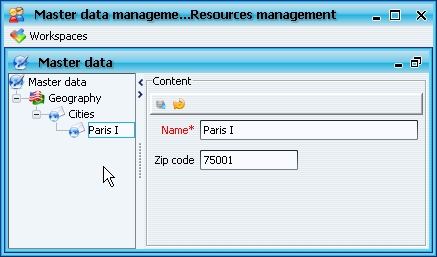 Master data manageme...Resources management
Workspaces
Master data
Master data
Geography
Cities
Paris I
Content
Name* Paris I
Zip code 75001